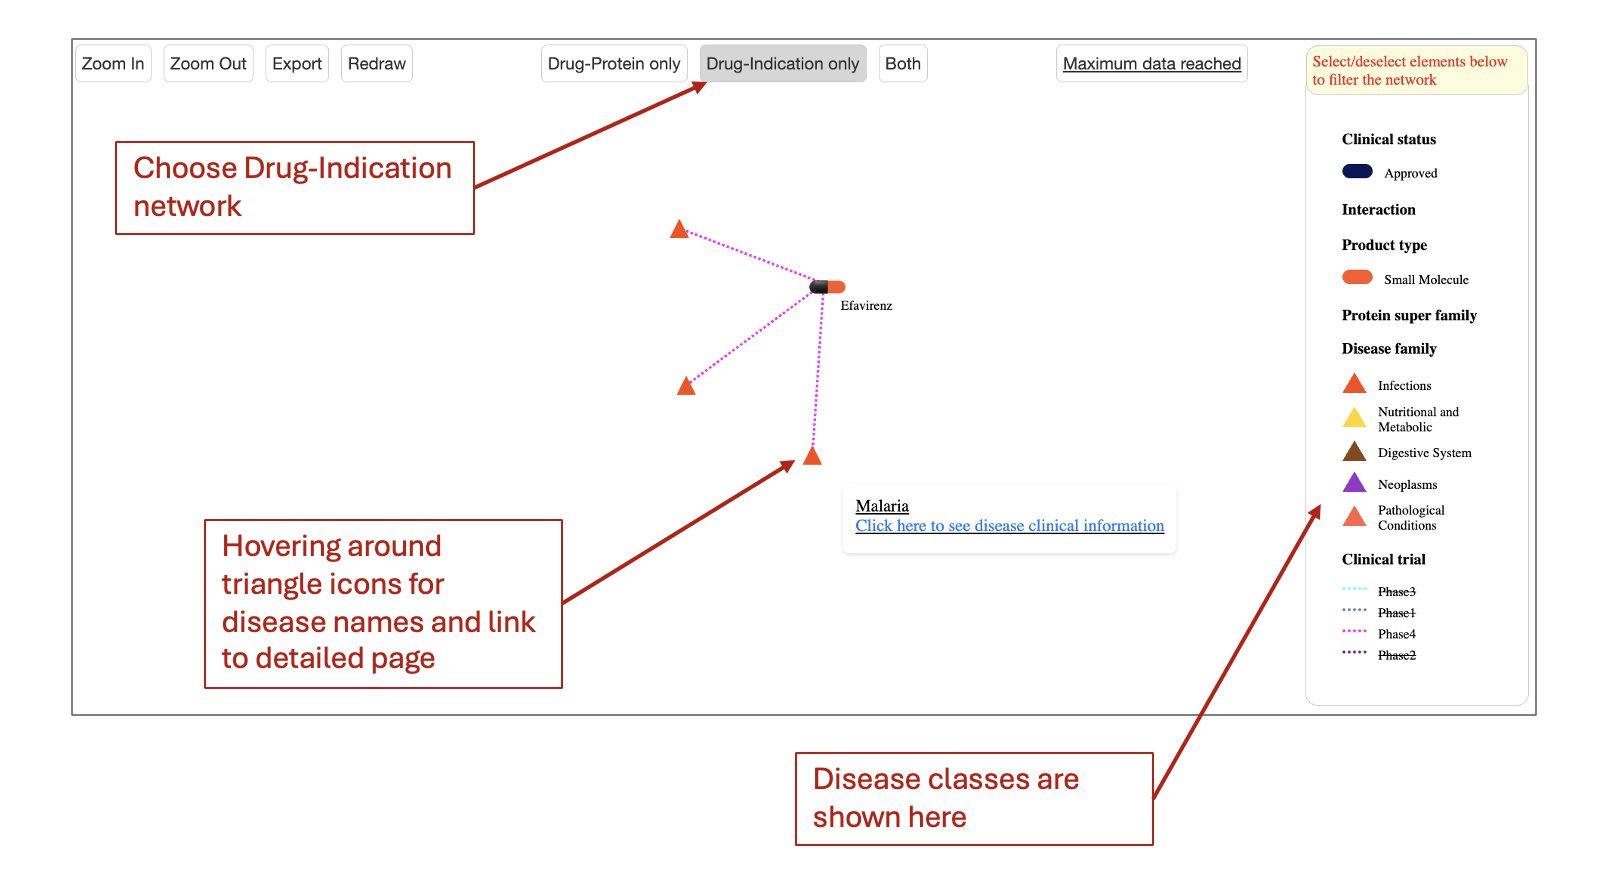 Zoom In
Zoom Out
Export
Redraw
Drug-Protein only
Drug-Indication only
Both
Maximum data reached
Select/deselect elements below
to filter the network
Choose Drug-Indication
network
Efavirenz
Malaria
Click here to see disease clinical information
Hovering around
triangle icons for
disease names and link
to detailed page
Clinical status
Approved
Interaction
Product type
Small Molecule
Protein super family
Disease family
Infections
Nutritional and
Metabolic
Digestive System
Neoplasms
Pathological
Conditions
Clinical trial
Phase3
Phase1
Phase4
Phase2
Disease classes are
shown here